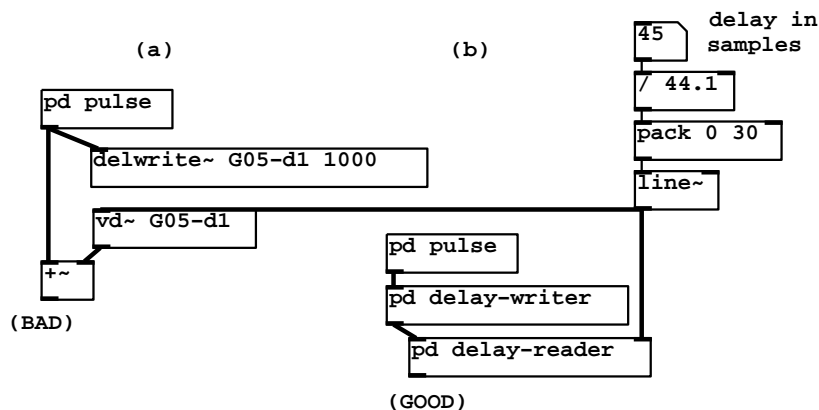 (a)
pd pulse
delwrite~ G05-d1 1000
vd~ G05-d1
+~
(BAD)
(b)
45
delay in
samples
/ 44.1
pack 0 30
line~
pd pulse
pd delay-writer
pd delay-reader
(GOOD)